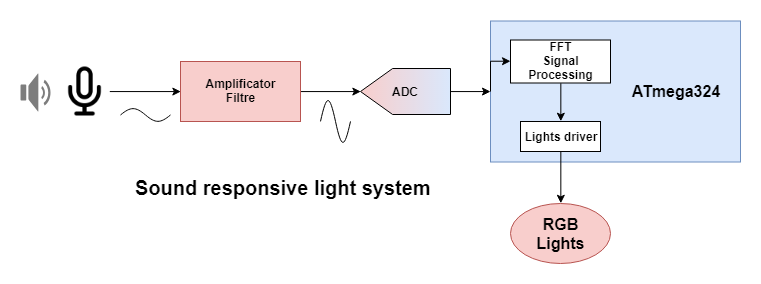 FFT
Signal
Processing
Amplificator
Filtre
ADC
ATmega324
Lights driver
Sound responsive light system
RGB
Lights